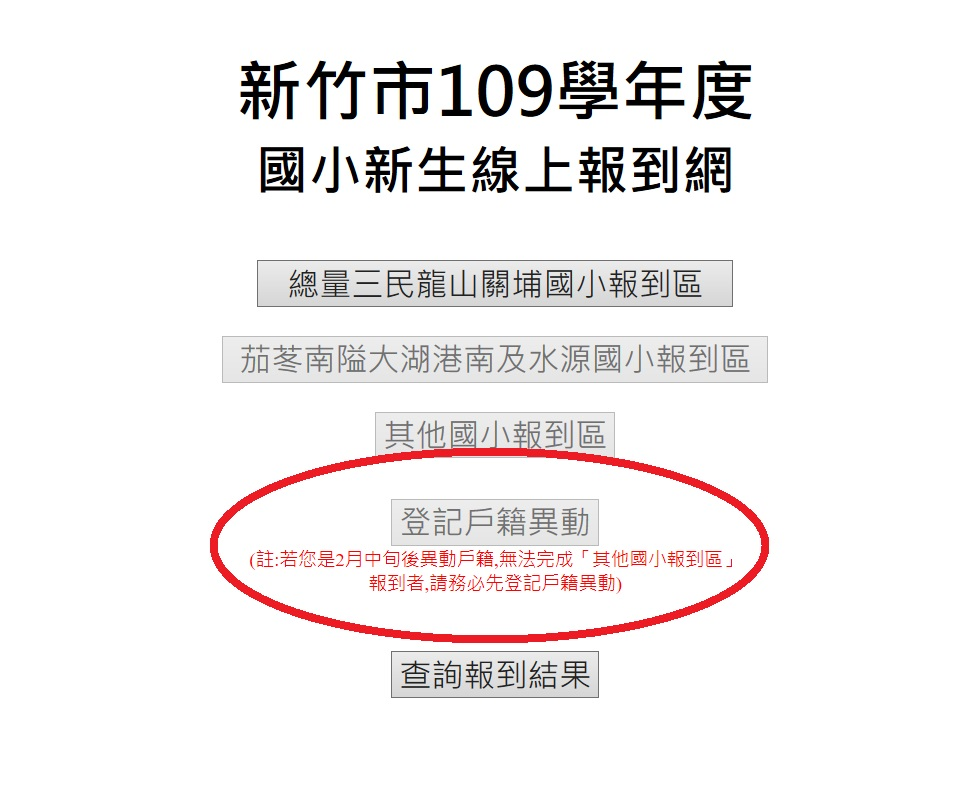 新竹市109學年度
國小新生線上報到網
總量三民龍山關埔國小報到區
茄苳南隘大湖港南及水源國小報到區
其他國小報到區
登記戶籍異動
(註:若您是2月中旬後異動戶籍,無法完成「其他國小報到區」
報到者,請務必先登記戶籍異動)
查詢報到結果